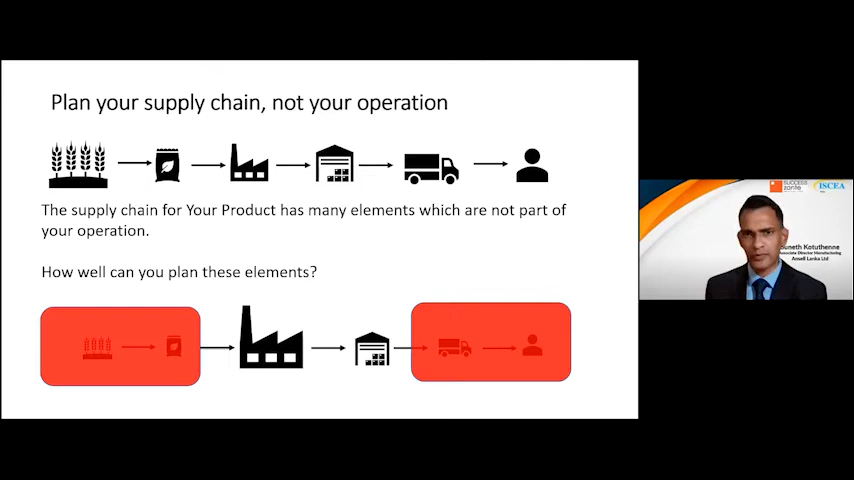 Plan your supply chain, not your operation
The supply chain for Your Product has many elements which are not part of
your operation.
How well can you plan these elements?
SUCCESS
zonite
ISCEA
Suneth Kotuthenne
Associate Director Manufacturing
Ansell Lanka Ltd